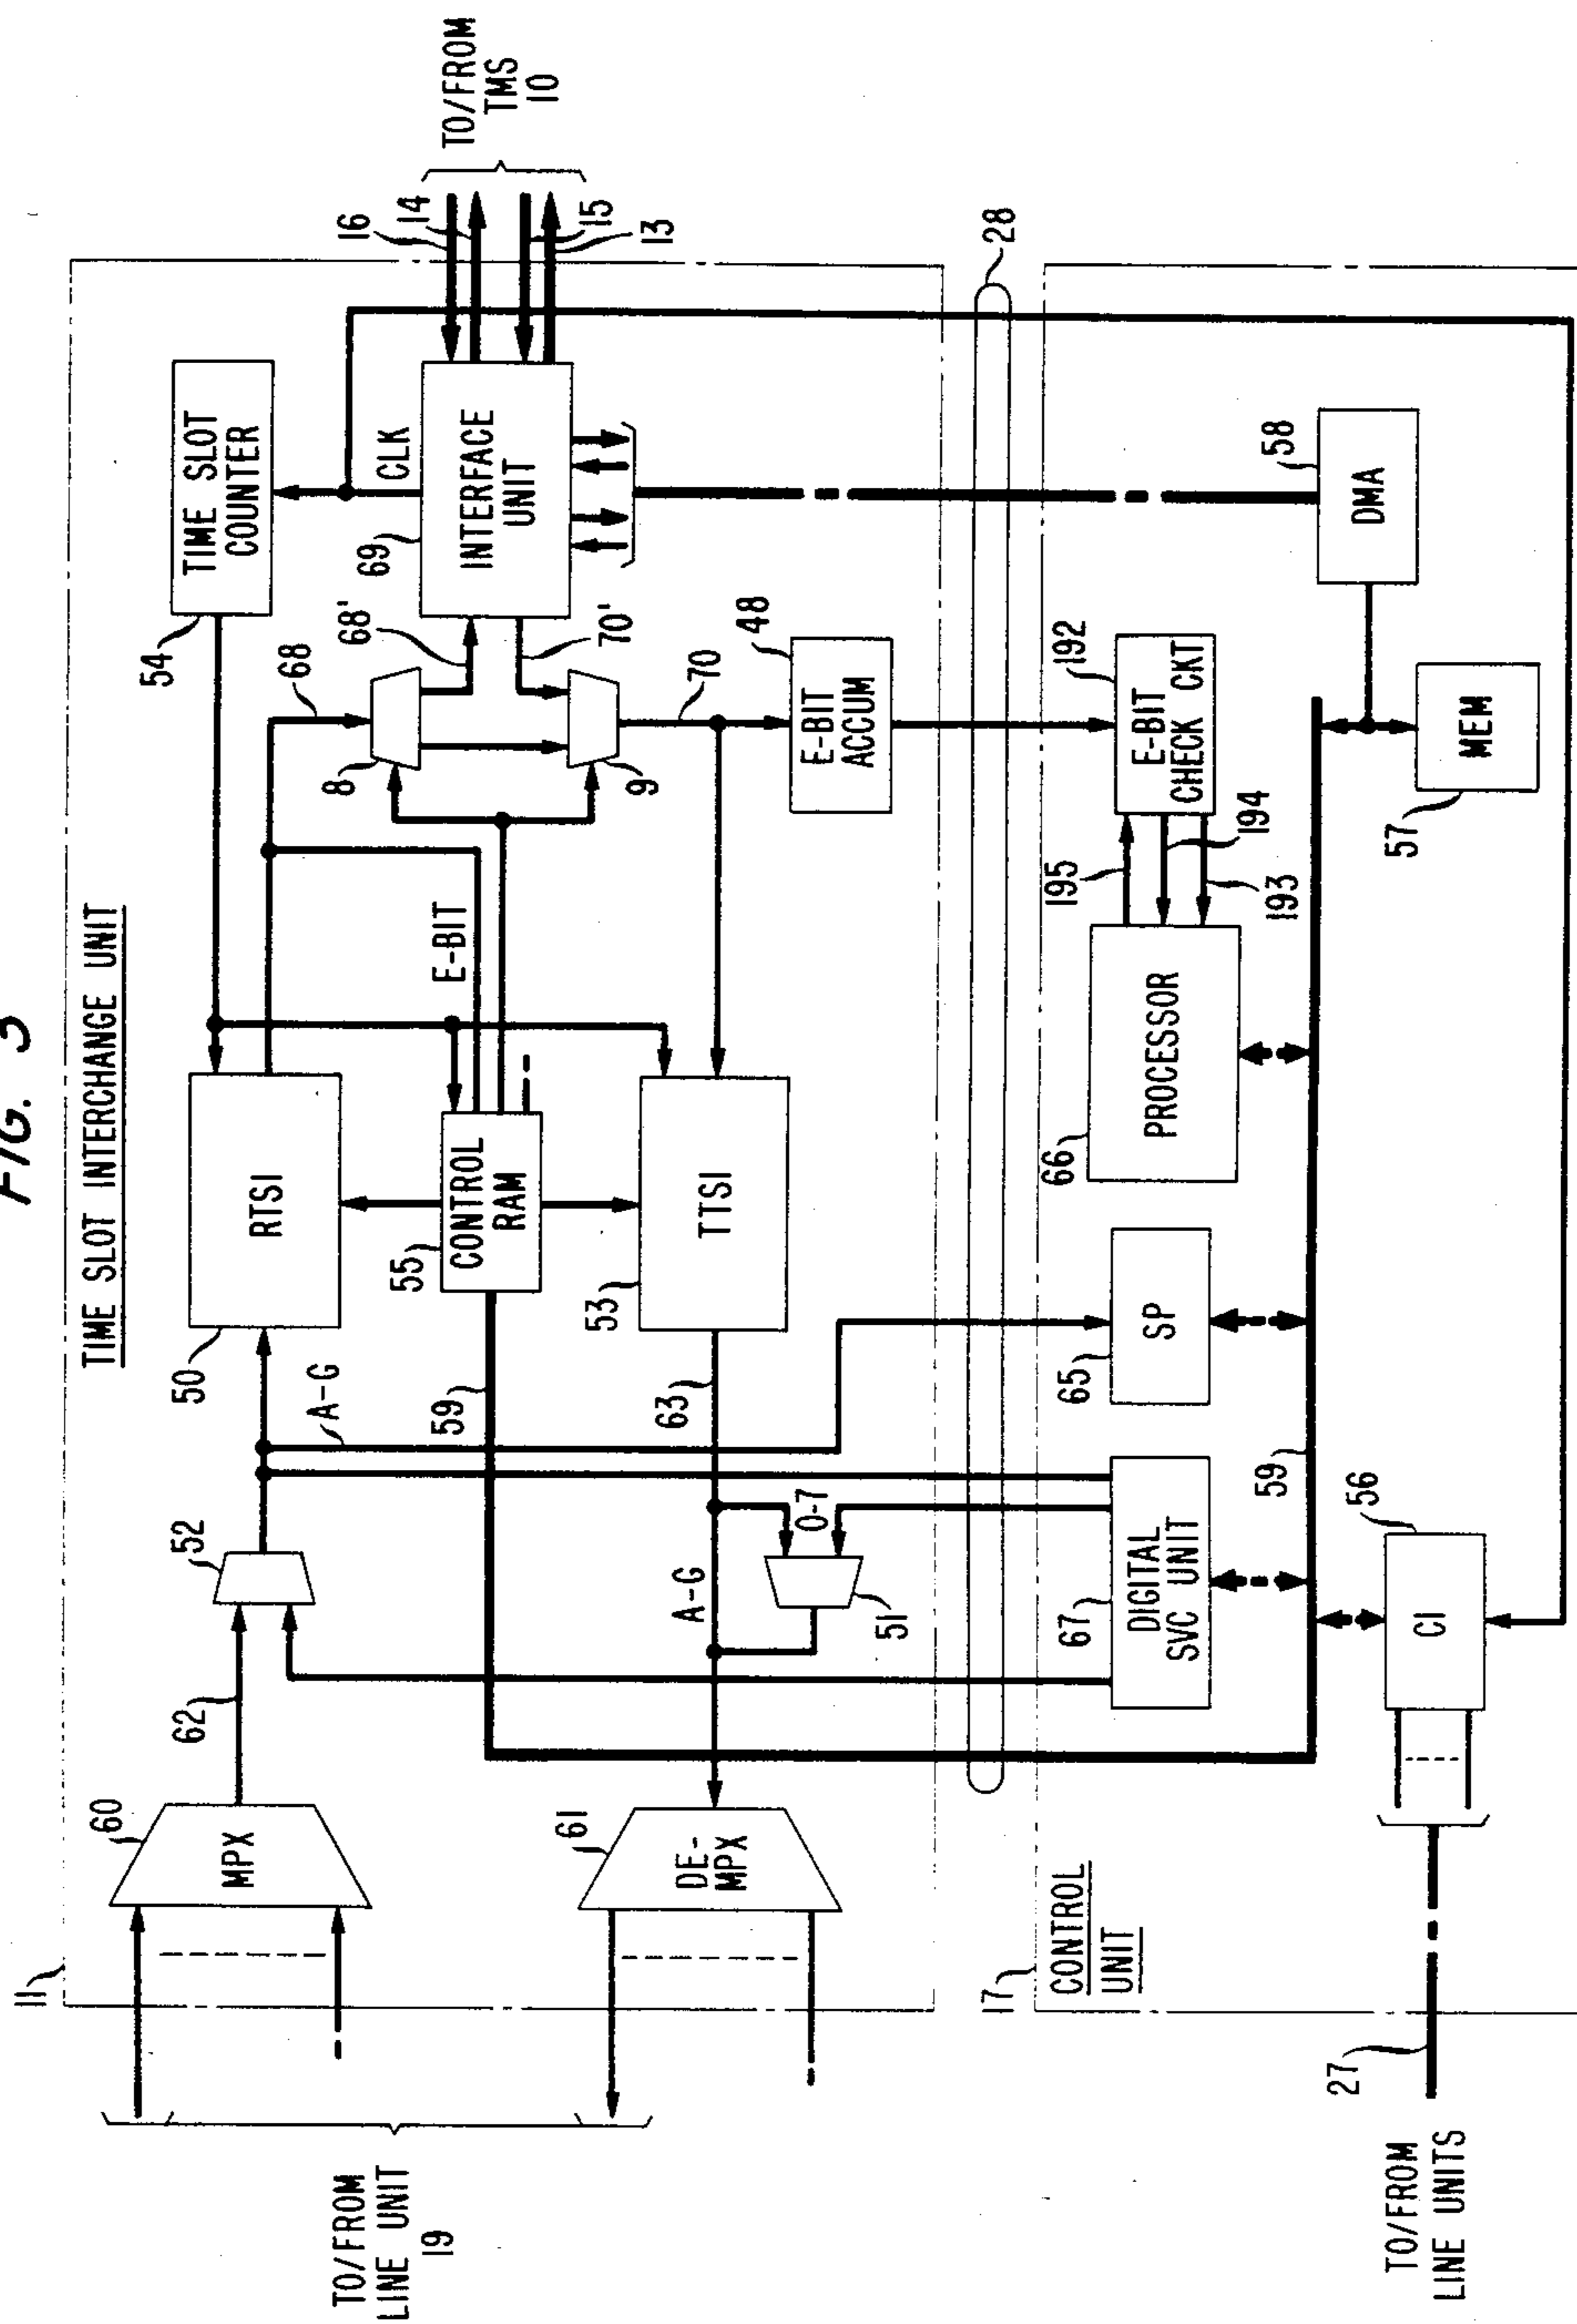 FIG. 3
TIME SLOT INTERCHANGE UNIT
11
60
MPX
62
52
50
A-G
RTSI
54
TIME SLOT
COUNTER
68
8
68'
70'
9
69
INTERFACE
UNIT
CLK
16
14
15
13
TO/FROM
TMS
10
TO/FROM
LINE UNIT
19
59
55
CONTROL
RAM
E-BIT
61
DE-
MPX
A-G
51
0-7
63
53
TTSI
70
48
E-BIT
ACCUM
28
17
CONTROL
UNIT
67
DIGITAL
SVC UNIT
65
SP
66
PROCESSOR
195
194
193
192
E-BIT
CHECK CKT
58
DMA
57
MEM
59
56
CI
27
TO/FROM
LINE UNITS